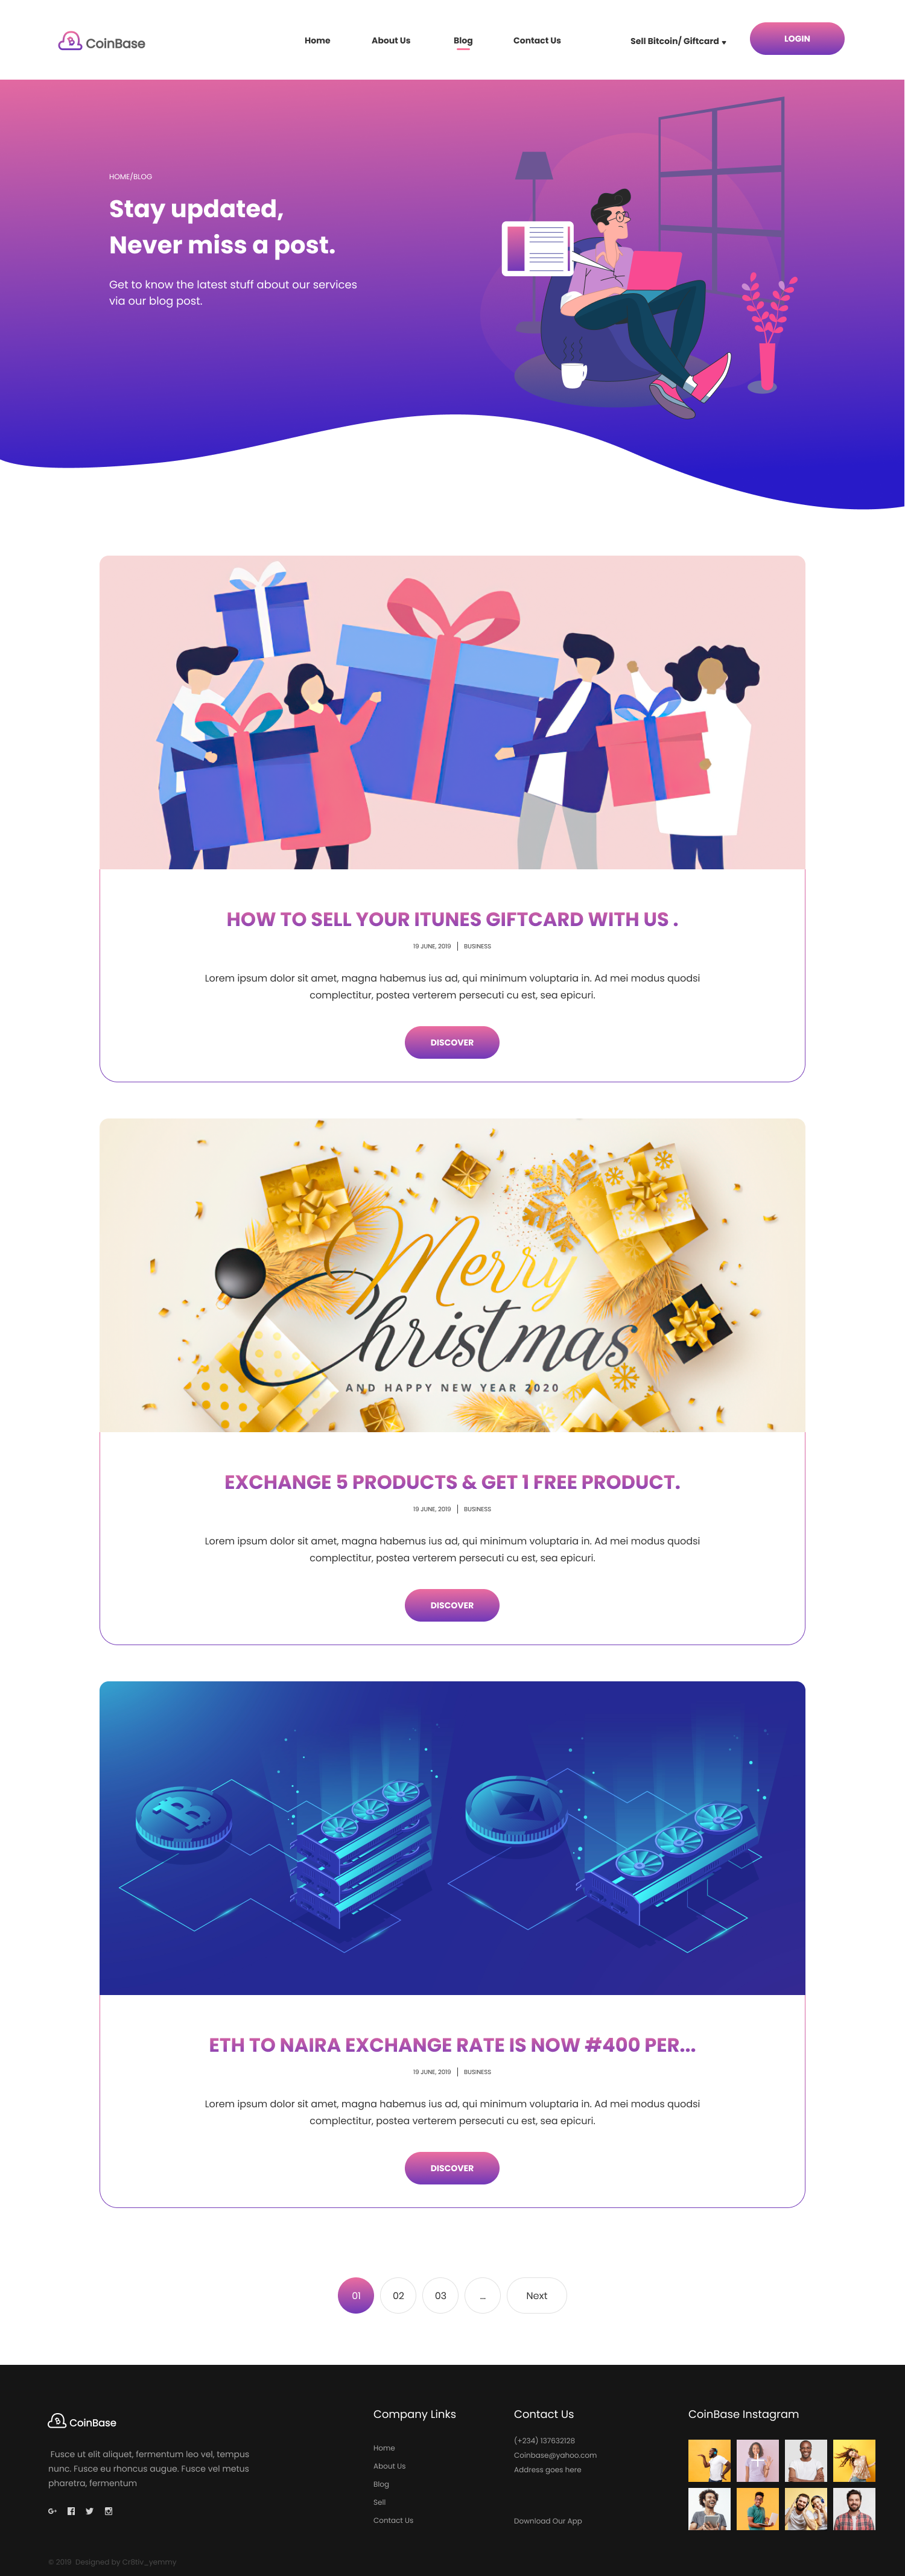 CoinBase
Home
About Us
Blog
Contact Us
Sell Bitcoin/ Giftcard
LOGIN
HOME/BLOG
Stay updated,
Never miss a post.
Get to know the latest stuff about our services
via our blog post.
HOW TO SELL YOUR ITUNES GIFTCARD WITH US .
19 JUNE, 2019
BUSINESS
Lorem ipsum dolor sit amet, magna habemus ius ad, qui minimum voluptaria in. Ad mei modus quodsi
complectitur, postea verterem persecuti cu est, sea epicuri.
DISCOVER
Merry
Christmas
AND HAPPY NEW YEAR 2020
EXCHANGE 5 PRODUCTS & GET 1 FREE PRODUCT.
19 JUNE, 2019
BUSINESS
Lorem ipsum dolor sit amet, magna habemus ius ad, qui minimum voluptaria in. Ad mei modus quodsi
complectitur, postea verterem persecuti cu est, sea epicuri.
DISCOVER
ETH TO NAIRA EXCHANGE RATE IS NOW #400 PER...
19 JUNE, 2019
BUSINESS
Lorem ipsum dolor sit amet, magna habemus ius ad, qui minimum voluptaria in. Ad mei modus quodsi
complectitur, postea verterem persecuti cu est, sea epicuri.
DISCOVER
01
02
03
...
Next
CoinBase
Fusce ut elit aliquet, fermentum leo vel, tempus
nunc. Fusce eu rhoncus augue. Fusce vel metus
pharetra, fermentum
Company Links
Home
About Us
Blog
Sell
Contact Us
Contact Us
(+234) 137632128
Coinbase@yahoo.com
Address goes here
Download Our App
CoinBase Instagram
© 2019 Designed by Cr8tiv_yemmy